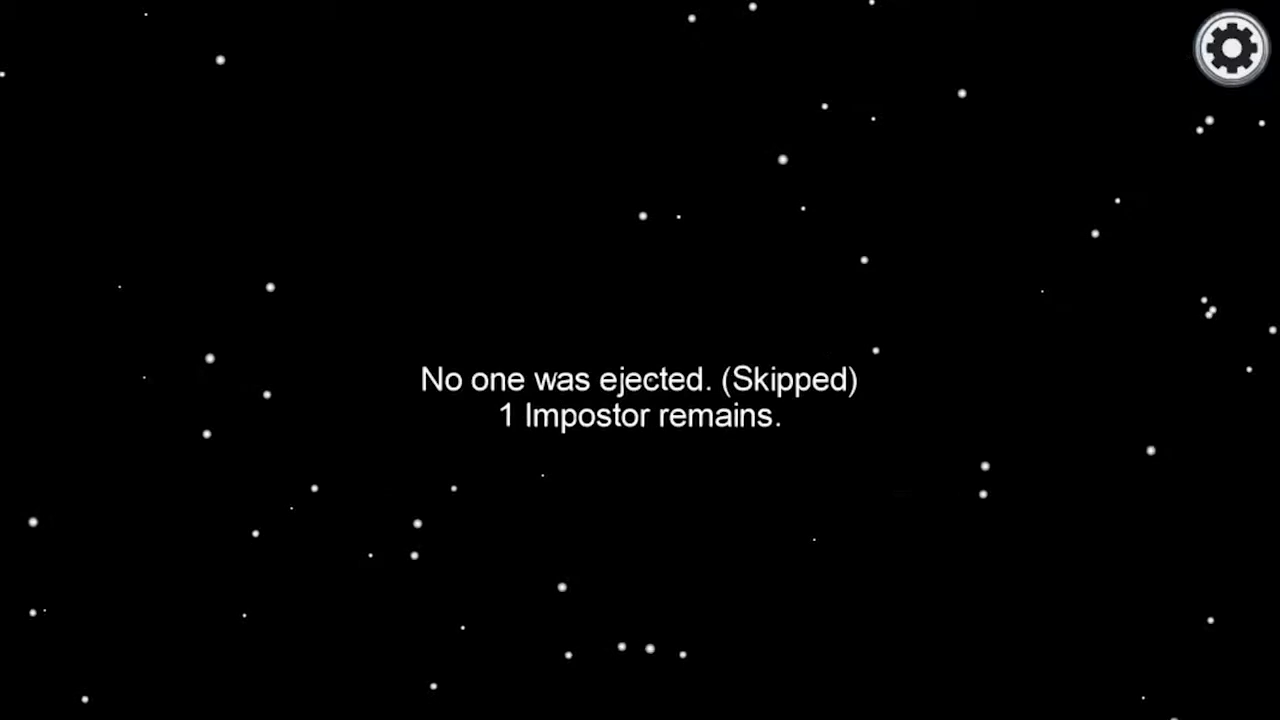 No one was ejected. (Skipped)
1 Impostor remains.